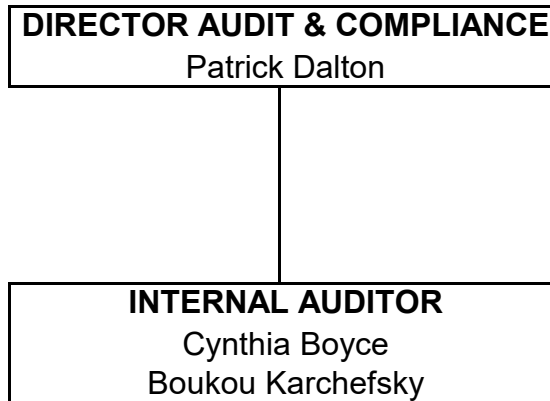 DIRECTOR AUDIT & COMPLIANCE
Patrick Dalton
INTERNAL AUDITOR
Cynthia Boyce
Boukou Karchefsky